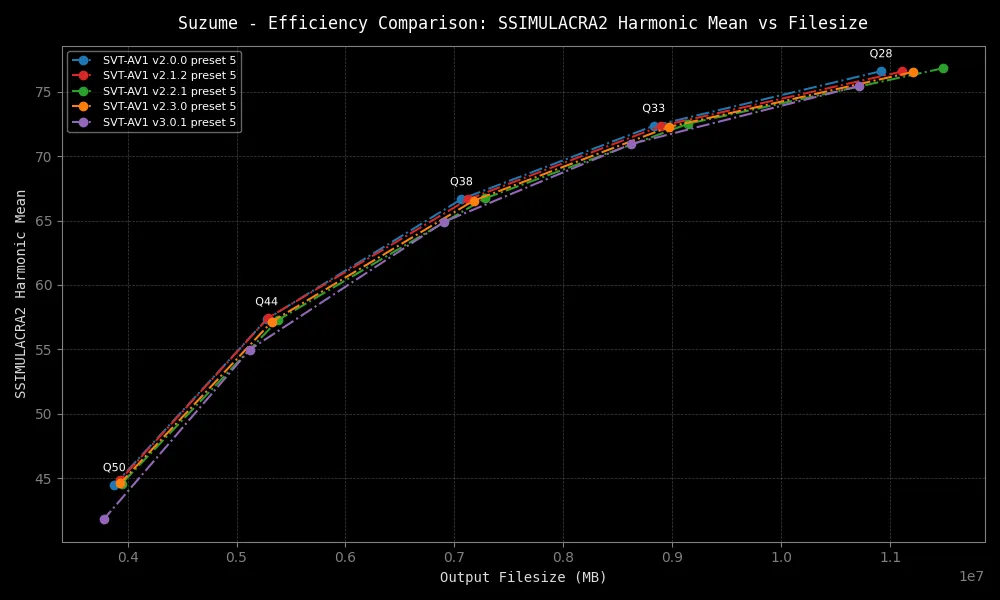 Suzume - Efficiency Comparison: SSIMULACRA2 Harmonic Mean vs Filesize
SVT-AV1 v2.0.0 preset 5
SVT-AV1 v2.1.2 preset 5
SVT-AV1 v2.2.1 preset 5
SVT-AV1 v2.3.0 preset 5
SVT-AV1 v3.0.1 preset 5
Q28
Q33
Q38
Q44
Q50
SSIMULACRA2 Harmonic Mean
75
70
65
60
55
50
45
0.4 0.5 0.6 0.7 0.8 0.9 1.0 1.1
1e7
Output Filesize (MB)